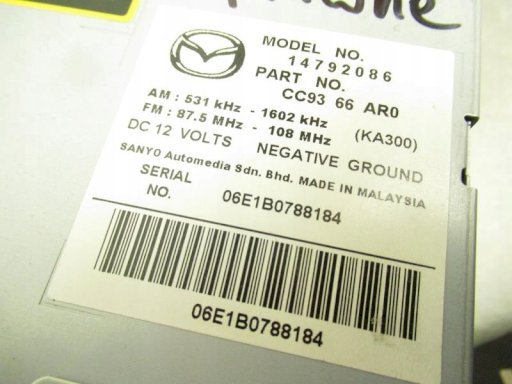 MODEL NO.
14792086
PART NO.
CC93 66 AR0
AM : 531 kHz - 1602 kHz
FM : 87.5 MHz - 108 MHz (KA300)
DC 12 VOLTS NEGATIVE GROUND
SANYO Automedia Sdn. Bhd. MADE IN MALAYSIA
SERIAL NO. 06E1B0788184
06E1B0788184